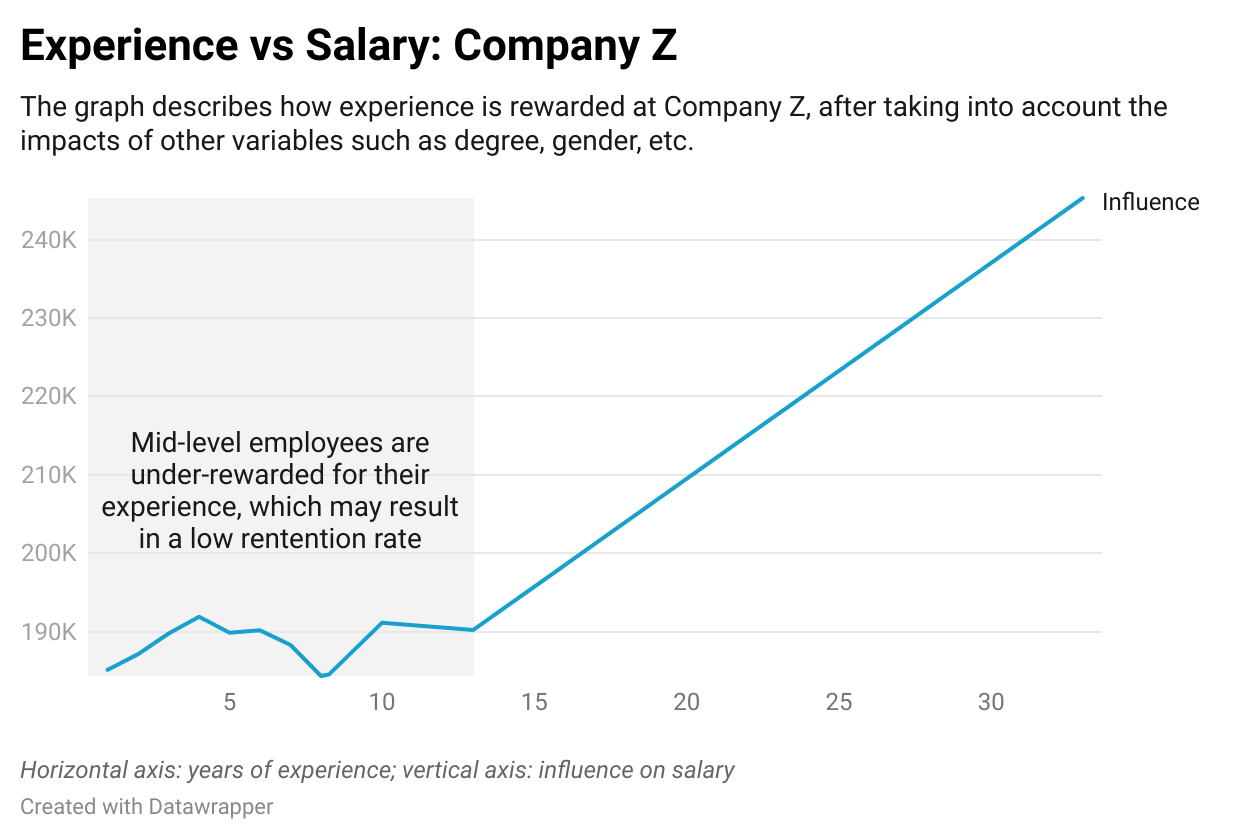 Experience vs Salary: Company Z
The graph describes how experience is rewarded at Company Z, after taking into account the
impacts of other variables such as degree, gender, etc.
Influence
240K
230K
220K
210K
200K
190K
Mid-level employees are
under-rewarded for their
experience, which may result
in a low rentention rate
5 10 15 20 25 30
Horizontal axis: years of experience; vertical axis: influence on salary
Created with Datawrapper